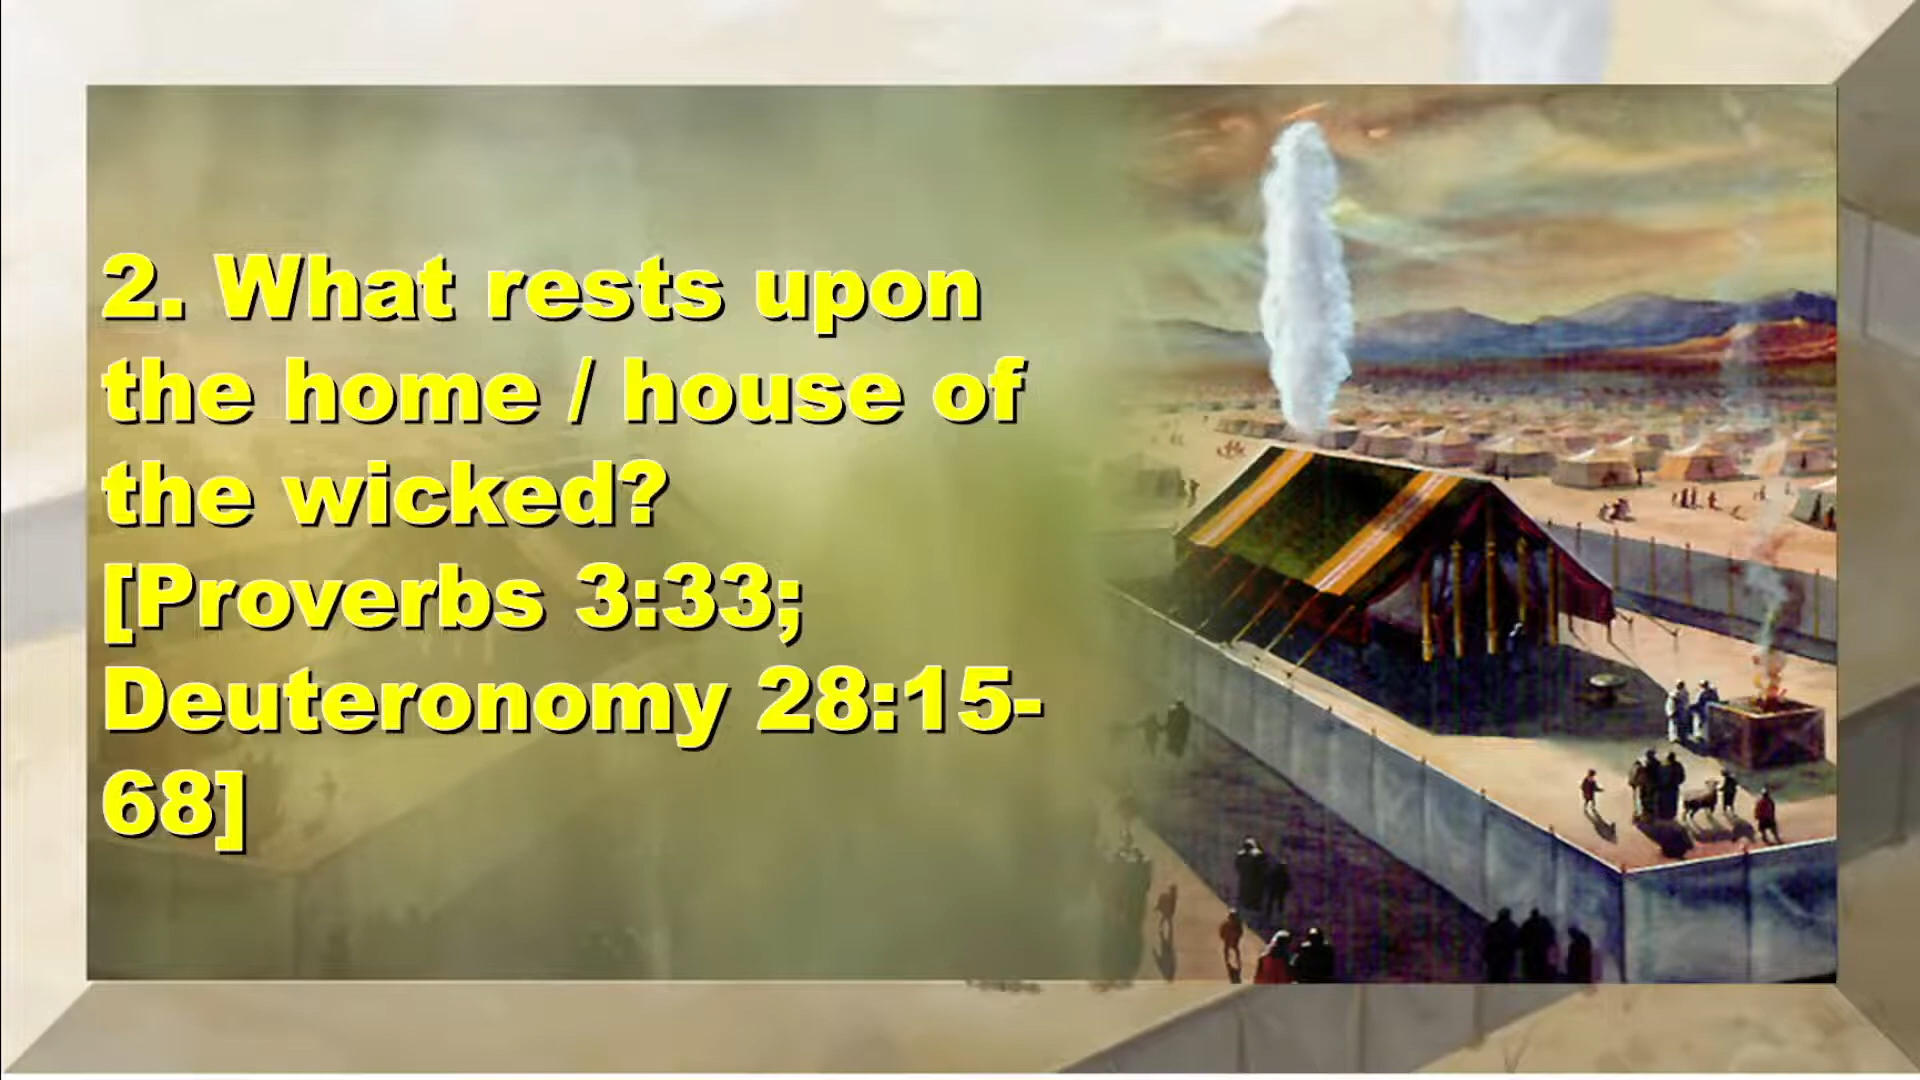 2. What rests upon
the home / house of
the wicked?
[Proverbs 3:33;
Deuteronomy 28:15-
68]